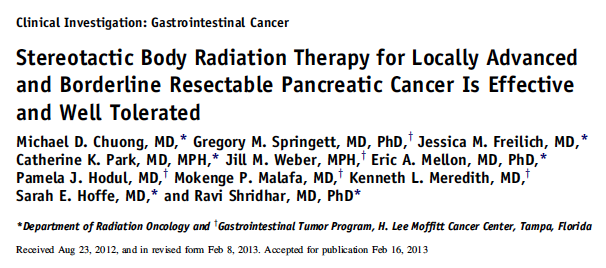 Clinical Investigation: Gastrointestinal Cancer
Stereotactic Body Radiation Therapy for Locally Advanced
and Borderline Resectable Pancreatic Cancer Is Effective
and Well Tolerated
Michael D. Chuong, MD,* Gregory M. Springett, MD, PhD,† Jessica M. Freilich, MD,*
Catherine K. Park, MD, MPH,* Jill M. Weber, MPH,† Eric A. Mellon, MD, PhD,*
Pamela J. Hodul, MD,† Mokenge P. Malafa, MD,† Kenneth L. Meredith, MD,†
Sarah E. Hoffe, MD,* and Ravi Shridhar, MD, PhD*
*Department of Radiation Oncology and †Gastrointestinal Tumor Program, H. Lee Moffitt Cancer Center, Tampa, Florida
Received Aug 23, 2012, and in revised form Feb 8, 2013. Accepted for publication Feb 16, 2013